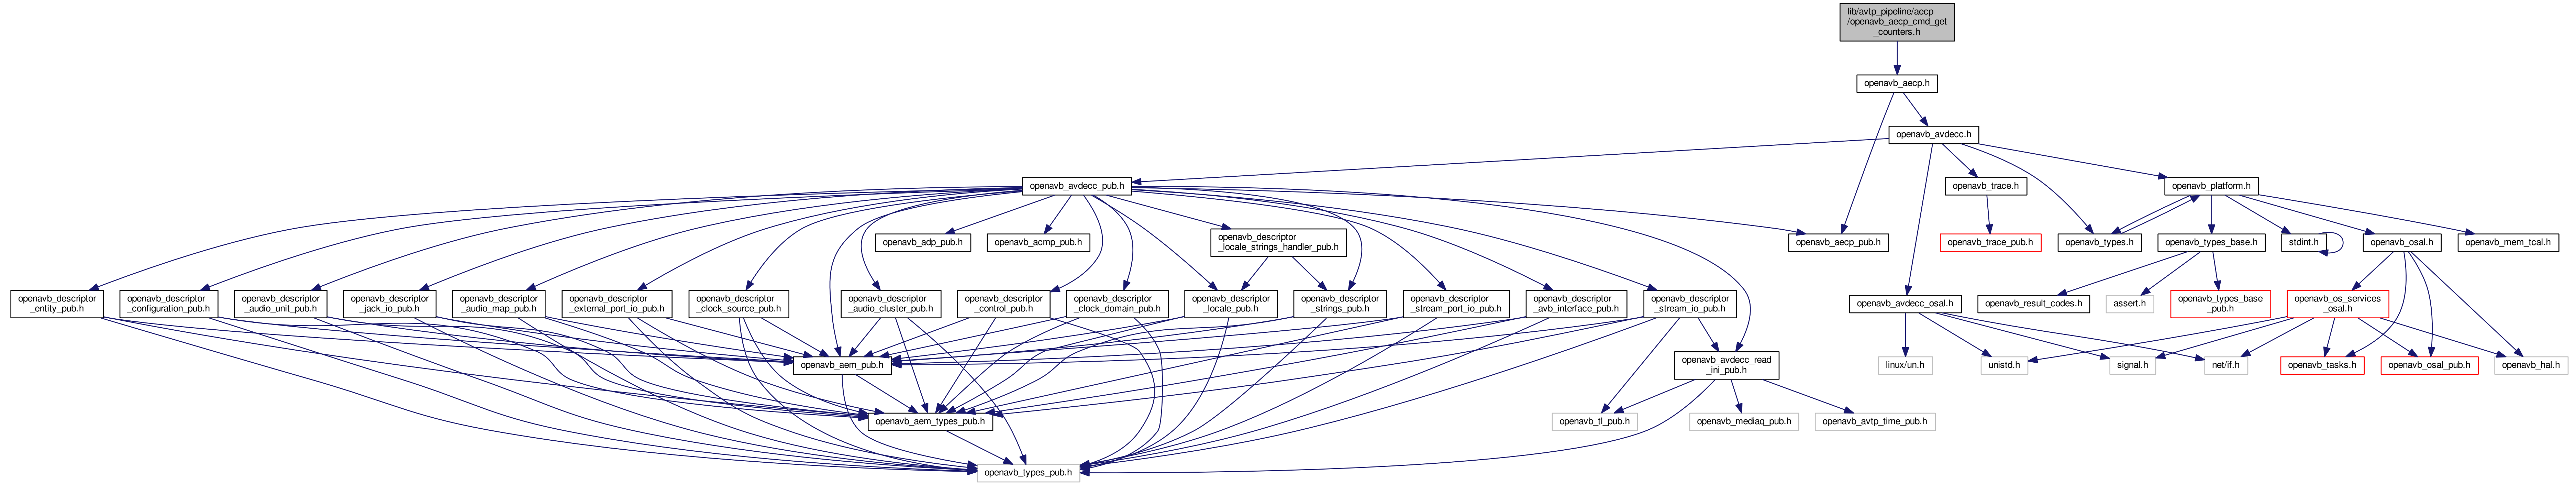 lib/avtp_pipeline/aecp
/openavb_aecp_cmd_get
_counters.h
openavb_aecp.h
openavb_avdecc.h
openavb_avdecc_pub.h
openavb_trace.h
openavb_platform.h
openavb_adp_pub.h
openavb_acmp_pub.h
openavb_descriptor
_locale_strings_handler_pub.h
openavb_aecp_pub.h
openavb_trace_pub.h
openavb_types.h
openavb_types_base.h
stdint.h
openavb_osal.h
openavb_mem_tcal.h
openavb_descriptor
_entity_pub.h
openavb_descriptor
_configuration_pub.h
openavb_descriptor
_audio_unit_pub.h
openavb_descriptor
_jack_io_pub.h
openavb_descriptor
_audio_map_pub.h
openavb_descriptor
_external_port_io_pub.h
openavb_descriptor
_clock_source_pub.h
openavb_descriptor
_audio_cluster_pub.h
openavb_descriptor
_control_pub.h
openavb_descriptor
_clock_domain_pub.h
openavb_descriptor
_locale_pub.h
openavb_descriptor
_strings_pub.h
openavb_descriptor
_stream_port_io_pub.h
openavb_descriptor
_avb_interface_pub.h
openavb_descriptor
_stream_io_pub.h
openavb_avdecc_osal.h
openavb_result_codes.h
assert.h
openavb_types_base
_pub.h
openavb_os_services
_osal.h
openavb_aem_pub.h
openavb_avdecc_read
_ini_pub.h
linux/un.h
unistd.h
signal.h
net/if.h
openavb_tasks.h
openavb_osal_pub.h
openavb_hal.h
openavb_aem_types_pub.h
openavb_tl_pub.h
openavb_mediaq_pub.h
openavb_avtp_time_pub.h
openavb_types_pub.h